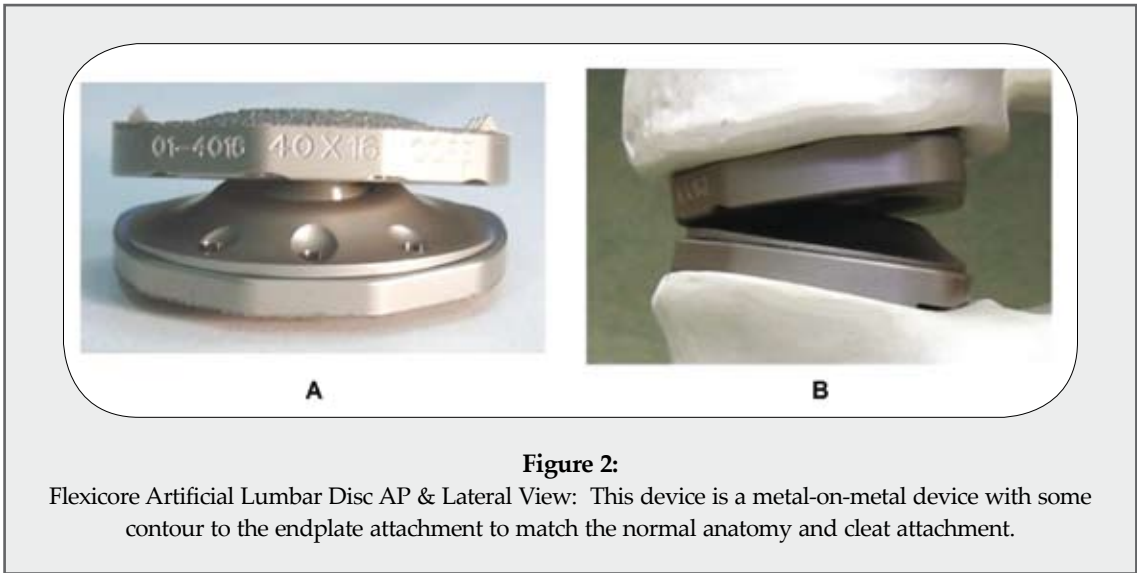 01-4016 40X16
A
B
Figure 2:
Flexicore Artificial Lumbar Disc AP & Lateral View: This device is a metal-on-metal device with some
contour to the endplate attachment to match the normal anatomy and cleat attachment.